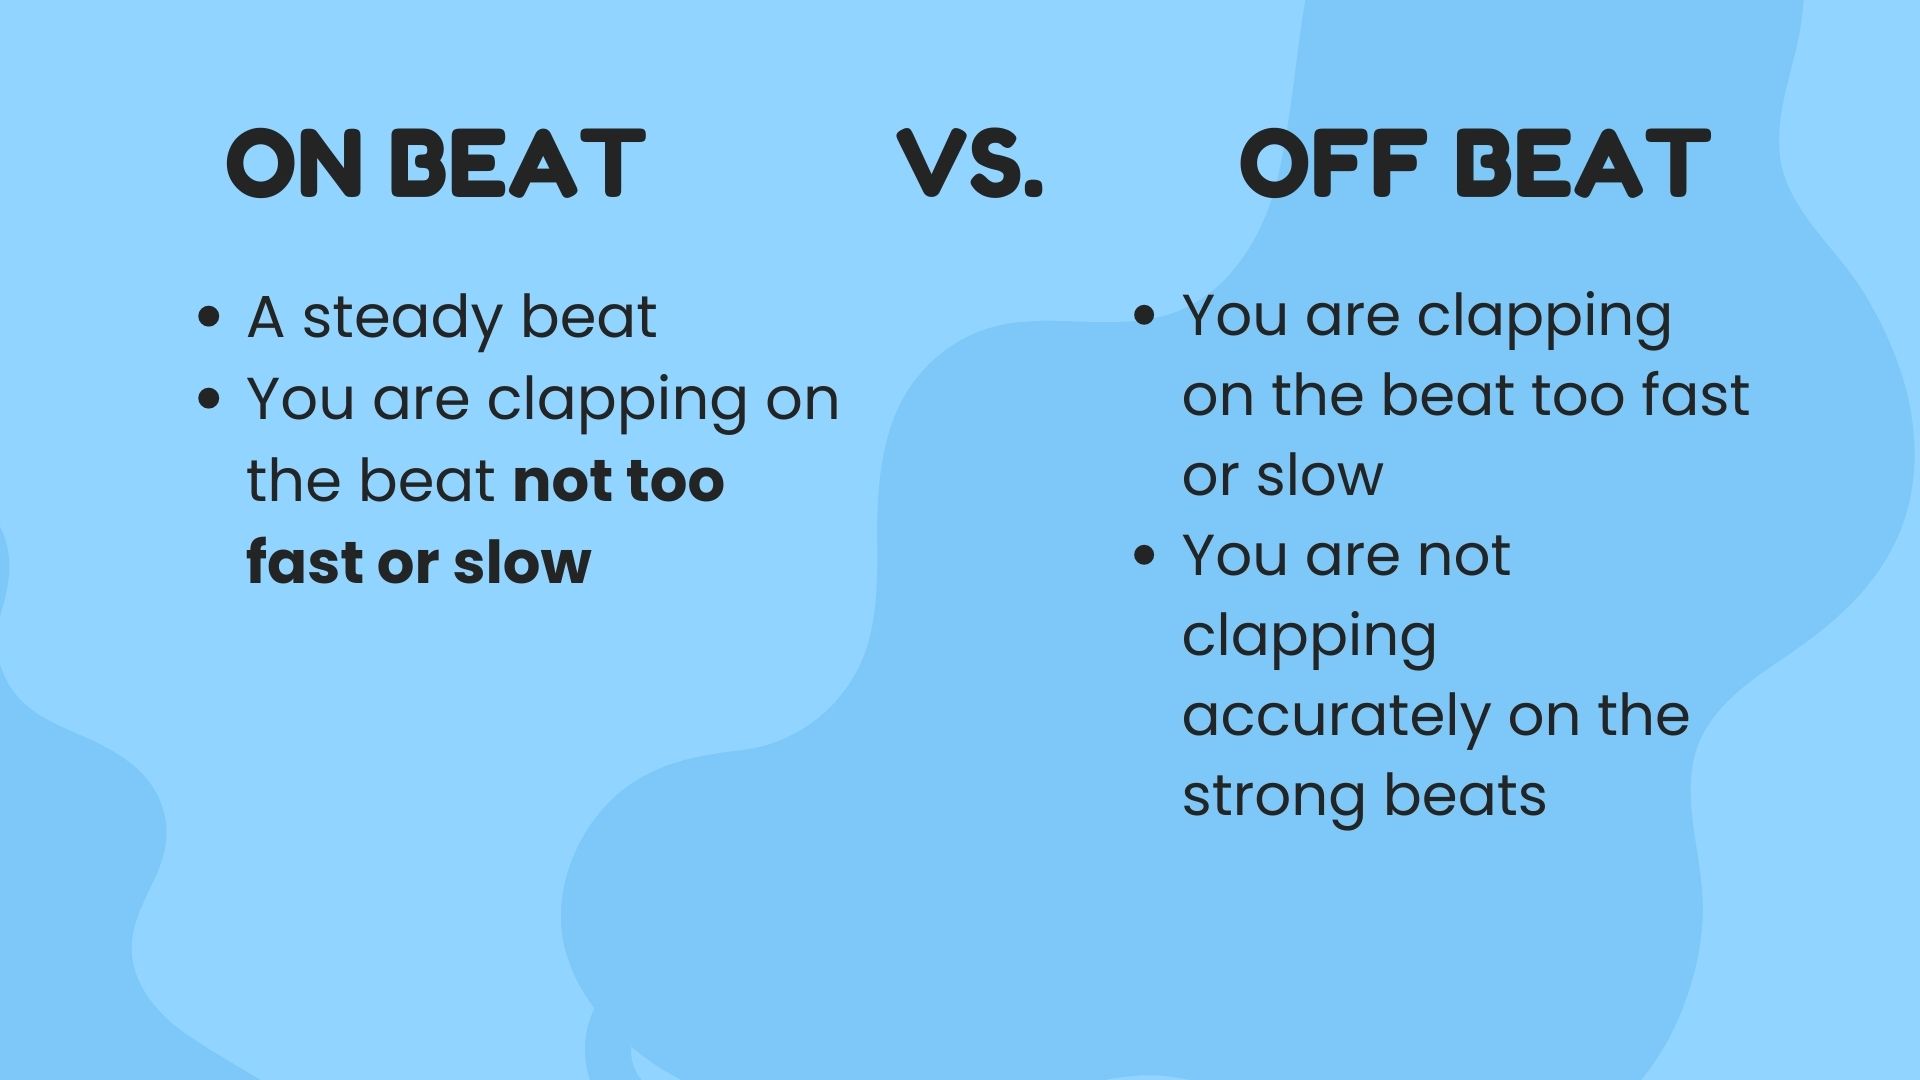 ON BEAT VS. OFF BEAT
• A steady beat
• You are clapping on
the beat not too
fast or slow
• You are clapping
on the beat too fast
or slow
• You are not
clapping
accurately on the
strong beats